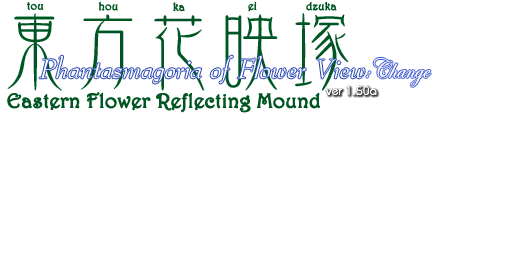 tou hou ka ei dzuka
東方花映塚
Phantasmagoria of Flower View: Change
ver 1.50a
Eastern Flower Reflecting Mound